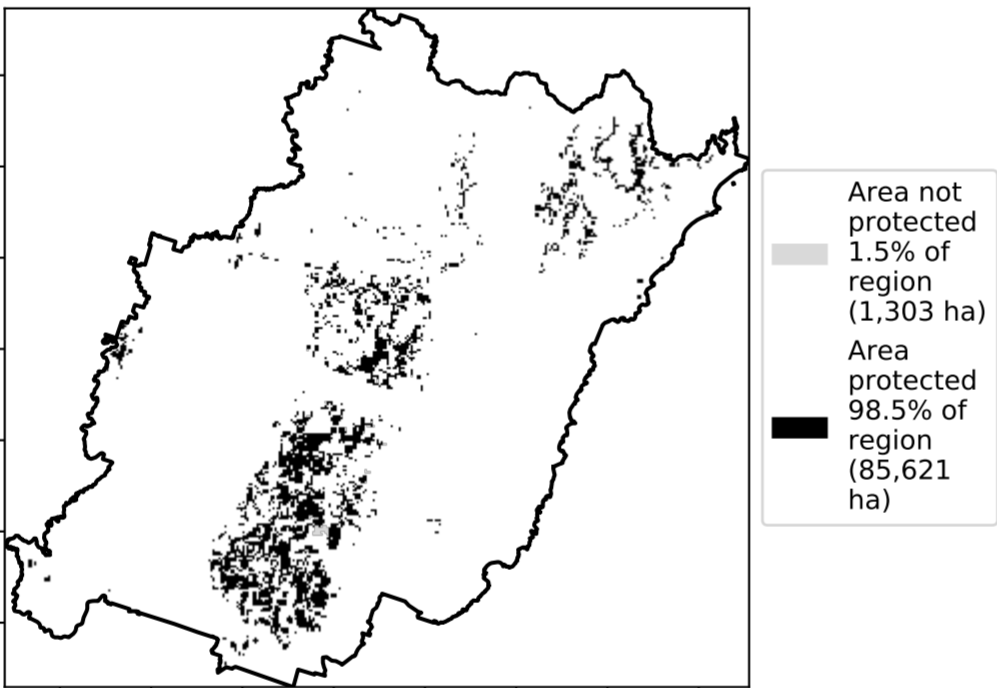 Area not
protected
1.5% of
region
(1,303 ha)
Area
protected
98.5% of
region
(85,621
ha)